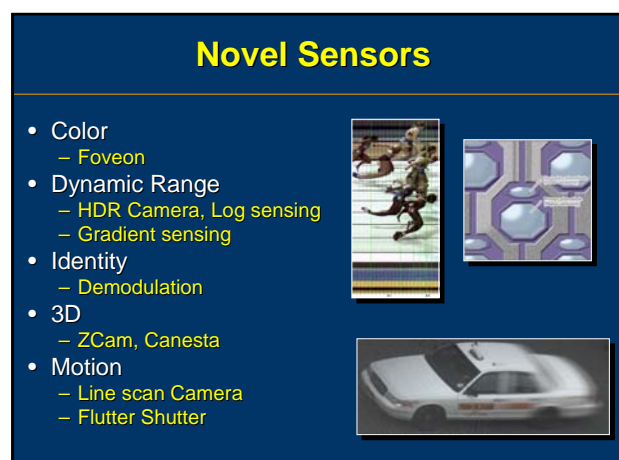 Novel Sensors
• Color
– Foveon
• Dynamic Range
– HDR Camera, Log sensing
– Gradient sensing
• Identity
– Demodulation
• 3D
– ZCam, Canesta
• Motion
– Line scan Camera
– Flutter Shutter